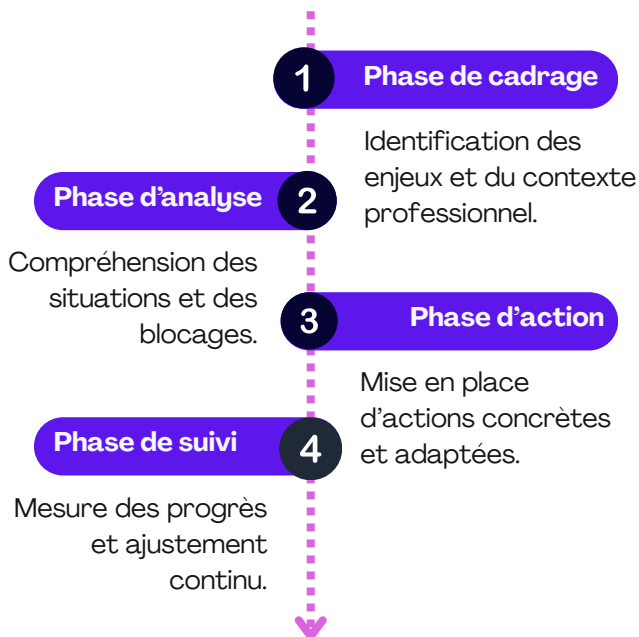 1
Phase de cadrage
Identification des
enjeux et du contexte
professionnel.
Phase d'analyse
2
Compréhension des
situations et des
blocages.
3
Phase d'action
Mise en place
d'actions concrètes
et adaptées.
Phase de suivi
4
Mesure des progrès
et ajustement
continu.